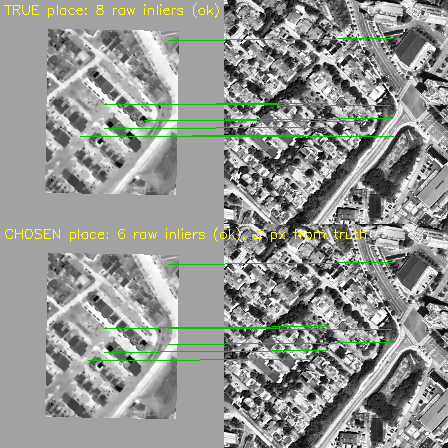 TRUE place: 8 raw inliers (ok)
CHOSEN place: 6 raw inliers (ok), px from truth